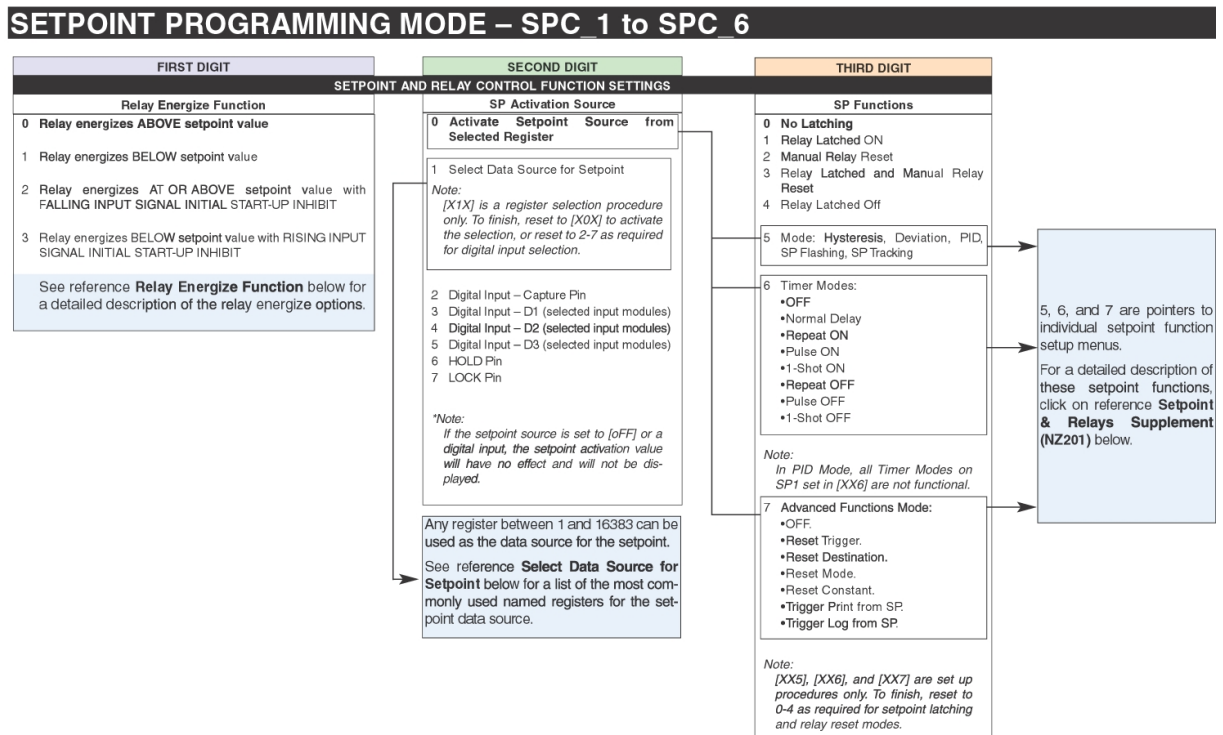 SETPOINT PROGRAMMING MODE – SPC_1 to SPC_6
FIRST DIGIT
SECOND DIGIT
THIRD DIGIT
SETPOINT AND RELAY CONTROL FUNCTION SETTINGS
Relay Energize Function
0 Relay energizes ABOVE setpoint value
1 Relay energizes BELOW setpoint value
2 Relay energizes AT OR ABOVE setpoint value with
FALLING INPUT SIGNAL INITIAL START-UP INHIBIT
3 Relay energizes BELOW setpoint value with RISING INPUT
SIGNAL INITIAL START-UP INHIBIT
See reference Relay Energize Function below for
a detailed description of the relay energize options.
SP Activation Source
0 Activate Setpoint Source from
Selected Register
1 Select Data Source for Setpoint
Note:
[X1X] is a register selection procedure
only. To finish, reset to [X0X] to activate
the selection, or reset to 2-7 as required
for digital input selection.
2 Digital Input – Capture Pin
3 Digital Input – D1 (selected input modules)
4 Digital Input – D2 (selected input modules)
5 Digital Input – D3 (selected input modules)
6 HOLD Pin
7 LOCK Pin
*Note:
If the setpoint source is set to [oFF] or a
digital input, the setpoint activation value
will have no effect and will not be dis-
played.
Any register between 1 and 16383 can be
used as the data source for the setpoint.
See reference Select Data Source for
Setpoint below for a list of the most com-
monly used named registers for the set-
point data source.
SP Functions
0 No Latching
1 Relay Latched ON
2 Manual Relay Reset
3 Relay Latched and Manual Relay
Reset
4 Relay Latched Off
5 Mode: Hysteresis, Deviation, PID,
SP Flashing, SP Tracking
6 Timer Modes:
•OFF
•Normal Delay
•Repeat ON
•Pulse ON
•1-Shot ON
•Repeat OFF
•Pulse OFF
•1-Shot OFF
Note:
In PID Mode, all Timer Modes on
SP1 set in [XX6] are not functional.
7 Advanced Functions Mode:
•OFF.
•Reset Trigger.
•Reset Destination.
•Reset Mode.
•Reset Constant.
•Trigger Print from SP.
•Trigger Log from SP.
Note:
[XX5], [XX6], and [XX7] are set up
procedures only. To finish, reset to
0-4 as required for setpoint latching
and relay reset modes.
5, 6, and 7 are pointers to
individual setpoint function
setup menus.
For a detailed description of
these setpoint functions,
click on reference Setpoint
& Relays Supplement
(NZ201) below.